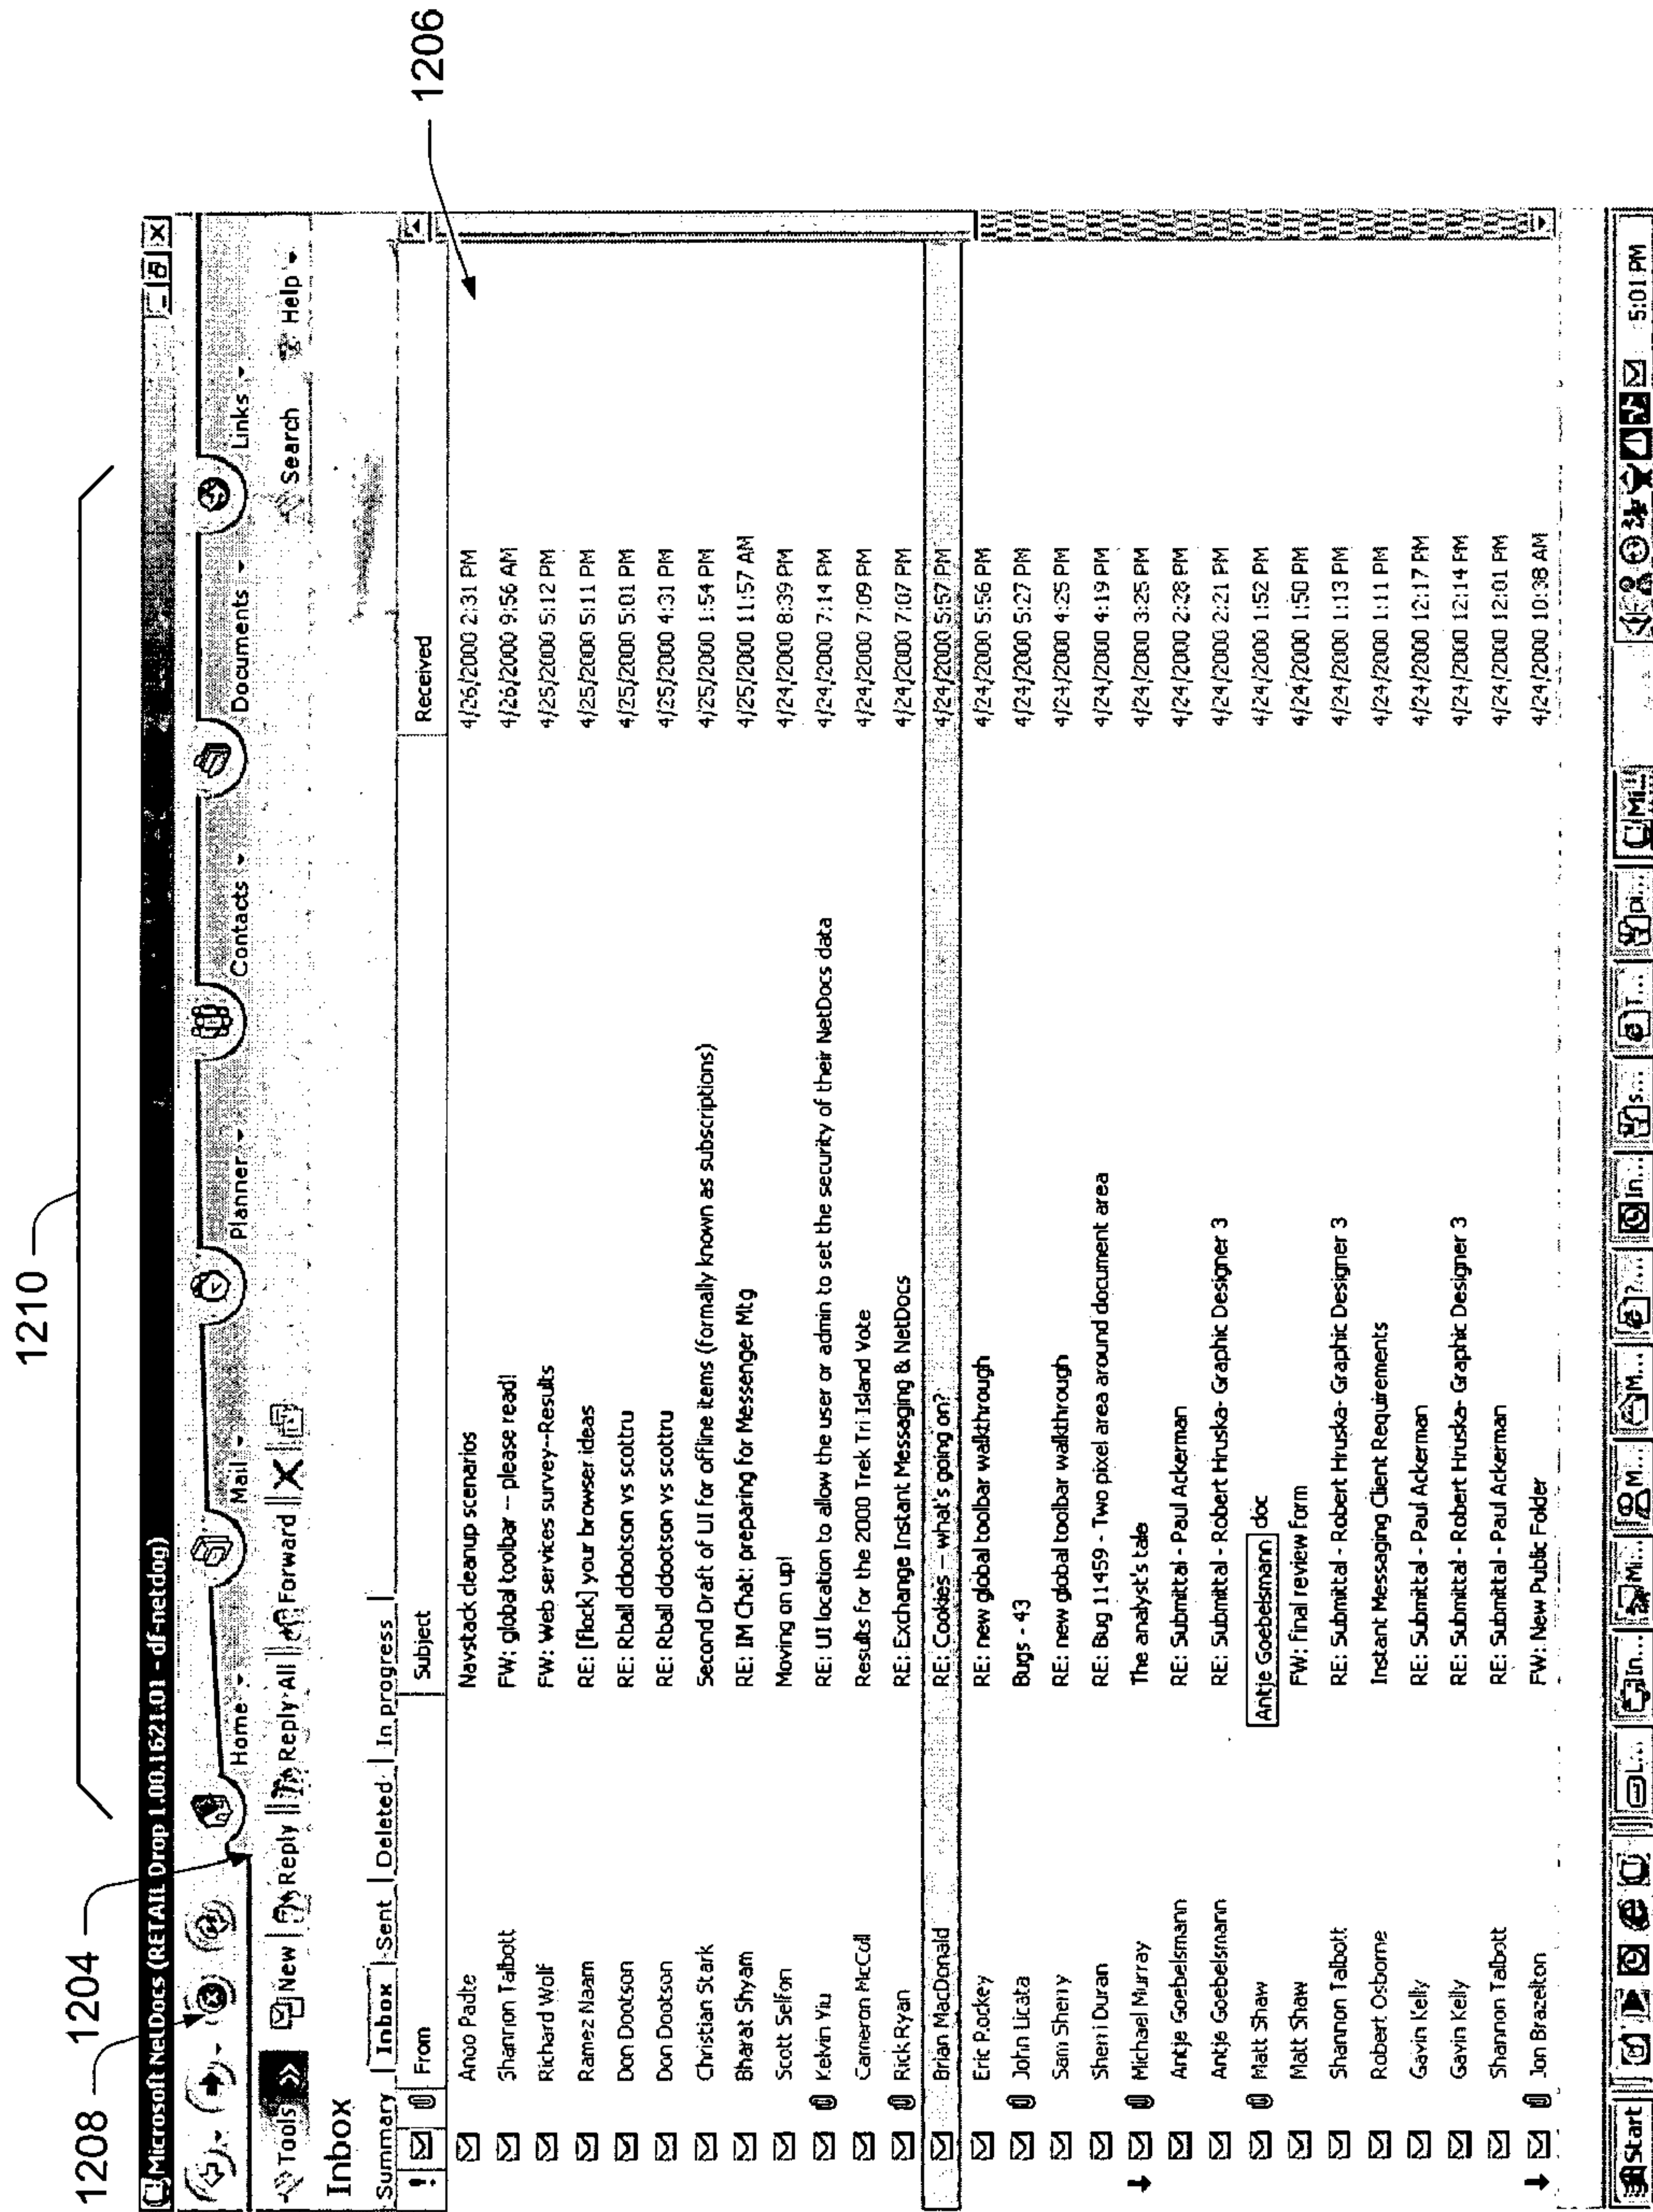 1210
1208
1204
1206
Microsoft NetDocs (RETAIL Drop 1.00.1621.01 - df-netdog)
Home Mail Planner Contacts Documents Links
Tools New Reply Reply All Forward Search Help
Inbox
Summary Inbox Sent Deleted In progress
! From Subject Received
Anoo Padte Navstack cleanup scenarios 4/26/2000 2:31 PM
Shannon Talbott FW: global toolbar -- please read! 4/26/2000 9:56 AM
Richard Wolf FW: Web services survey--Results 4/25/2000 5:12 PM
Ramez Naam RE: [flock] your browser ideas 4/25/2000 5:11 PM
Don Dootson RE: Rball ddootson vs scottru 4/25/2000 5:01 PM
Don Dootson RE: Rball ddootson vs scottru 4/25/2000 4:31 PM
Christian Stark Second Draft of UI for offline items (formally known as subscriptions) 4/25/2000 1:54 PM
Bharat Shyam RE: IM Chat: preparing for Messenger Mtg 4/25/2000 11:57 AM
Scott Selfon Moving on up! 4/24/2000 8:39 PM
Kelvin Yiu RE: UI location to allow the user or admin to set the security of their NetDocs data 4/24/2000 7:14 PM
Cameron McColl Results for the 2000 Trek Tri Island Vote 4/24/2000 7:09 PM
Rick Ryan RE: Exchange Instant Messaging & NetDocs 4/24/2000 7:07 PM
Brian MacDonald RE: Cookies -- what's going on? 4/24/2000 5:57 PM
Eric Rockey RE: new global toolbar walkthrough 4/24/2000 5:56 PM
John Licata Bugs - 43 4/24/2000 5:27 PM
Sam Sherry RE: new global toolbar walkthrough 4/24/2000 4:25 PM
Sherri Duran RE: Bug 11459 - Two pixel area around document area 4/24/2000 4:19 PM
Michael Murray The analyst's tale 4/24/2000 3:25 PM
Antje Goebelsmann RE: Submittal - Paul Ackerman 4/24/2000 2:28 PM
Antje Goebelsmann RE: Submittal - Robert Hruska- Graphic Designer 3 4/24/2000 2:21 PM
Matt Shaw Antje Goebelsmann doc 4/24/2000 1:52 PM
Matt Shaw FW: final review form 4/24/2000 1:50 PM
Shannon Talbott RE: Submittal - Robert Hruska- Graphic Designer 3 4/24/2000 1:13 PM
Robert Osborne Instant Messaging Client Requirements 4/24/2000 1:11 PM
Gavin Kelly RE: Submittal - Paul Ackerman 4/24/2000 12:17 PM
Gavin Kelly RE: Submittal - Robert Hruska- Graphic Designer 3 4/24/2000 12:14 PM
Shannon Talbott RE: Submittal - Paul Ackerman 4/24/2000 12:01 PM
Jon Brazelton FW: New Public Folder 4/24/2000 10:38 AM
Start L... In... Mi... M... M... ?... In... s... T... pi... Mi... 5:01 PM